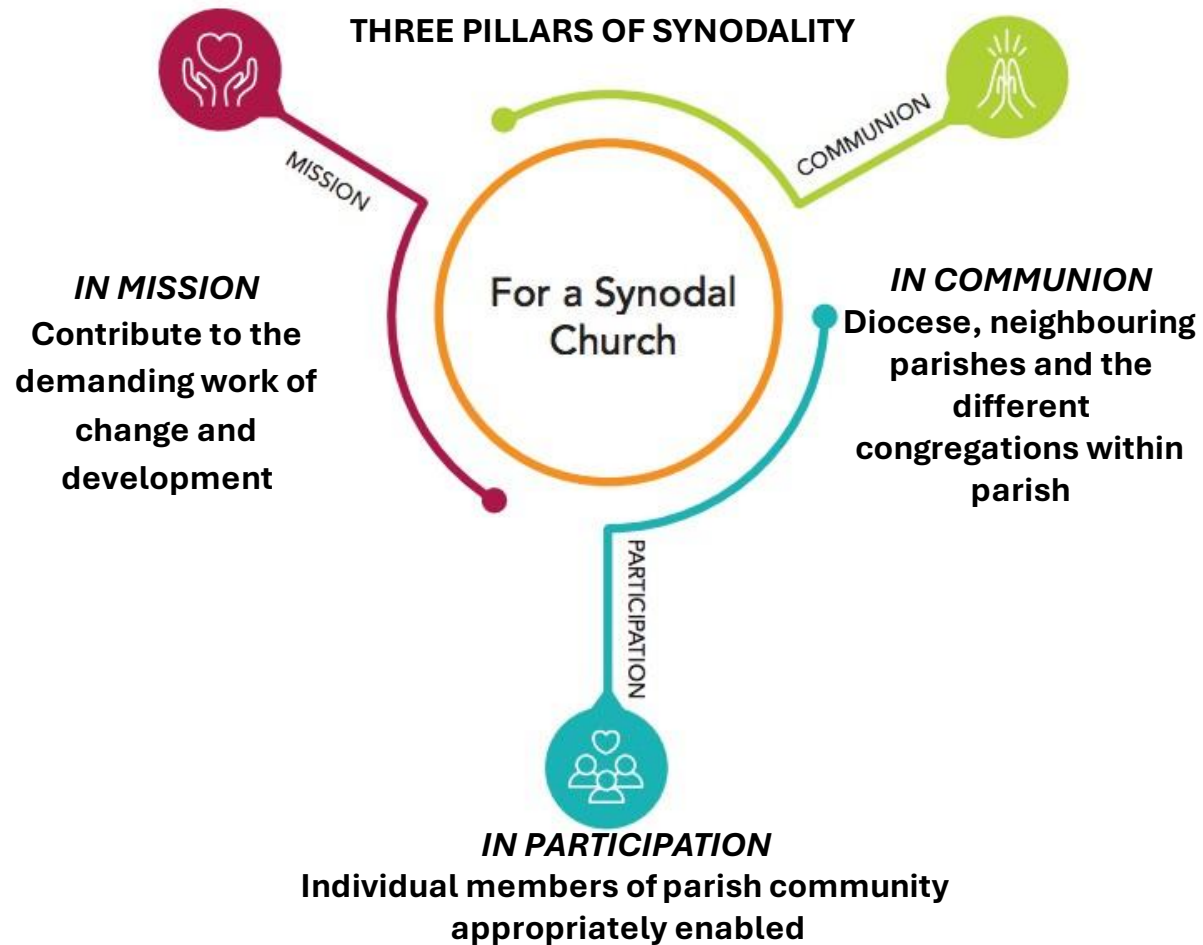 THREE PILLARS OF SYNODALITY
MISSION
COMMUNION
For a Synodal
Church
IN MISSION
Contribute to the
demanding work of
change and
development
IN COMMUNION
Diocese, neighbouring
parishes and the
different
congregations within
parish
PARTICIPATION
IN PARTICIPATION
Individual members of parish community
appropriately enabled